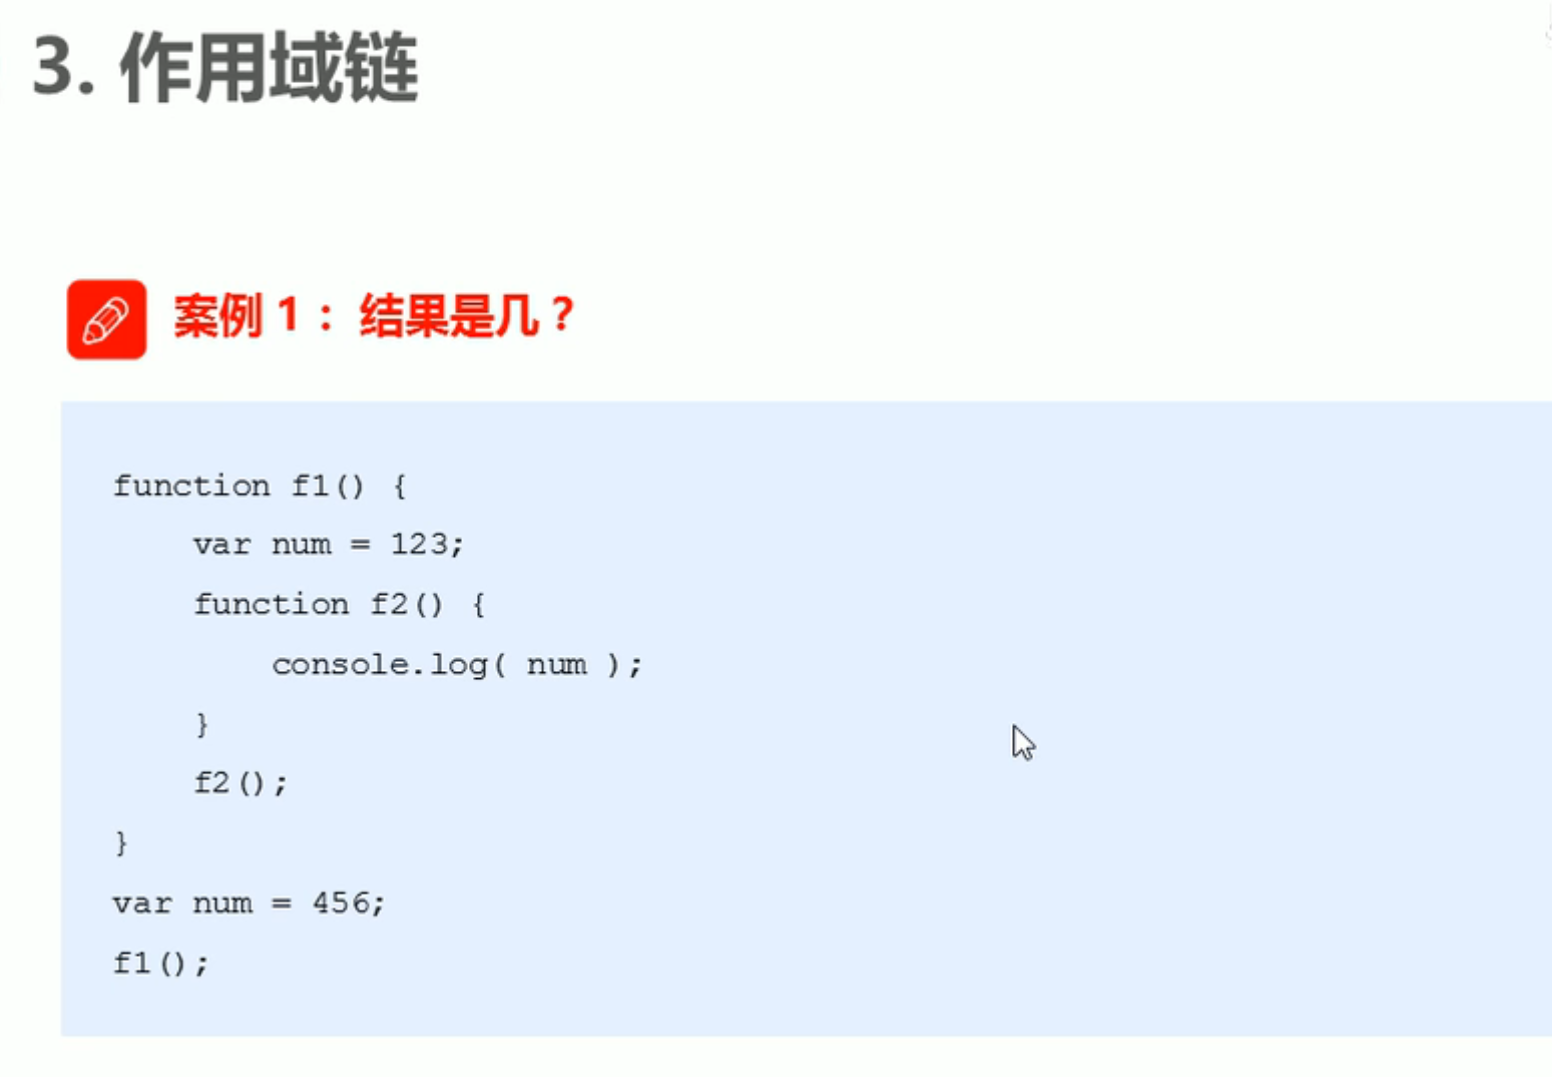 3. 作用域链
案例 1： 结果是几？
function f1() {
    var num = 123;
    function f2() {
        console.log( num );
    }
    f2();
}
var num = 456;
f1();